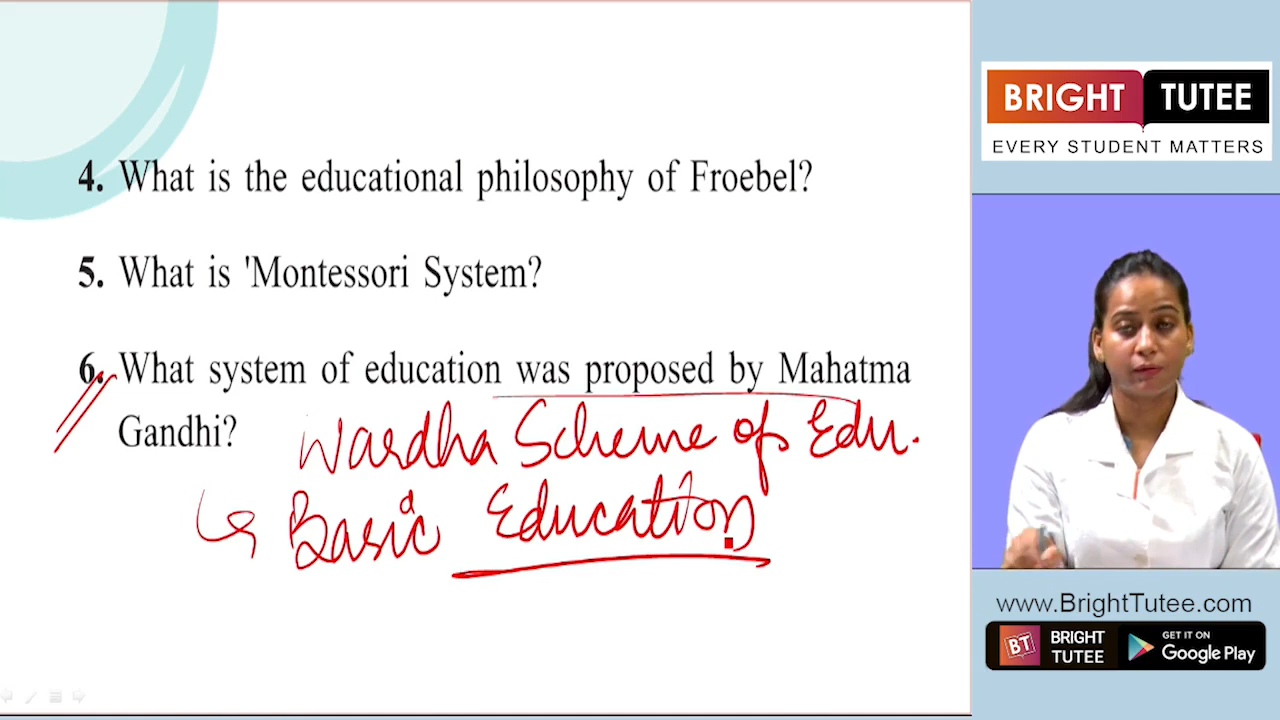 4. What is the educational philosophy of Froebel?
5. What is 'Montessori System?
6. What system of education was proposed by Mahatma
Gandhi?
Wardha Scheme of Edu.
Basic Education
BRIGHT TUTEE
EVERY STUDENT MATTERS
www.BrightTutee.com
BT
BRIGHT
TUTEE
GET IT ON
Google Play